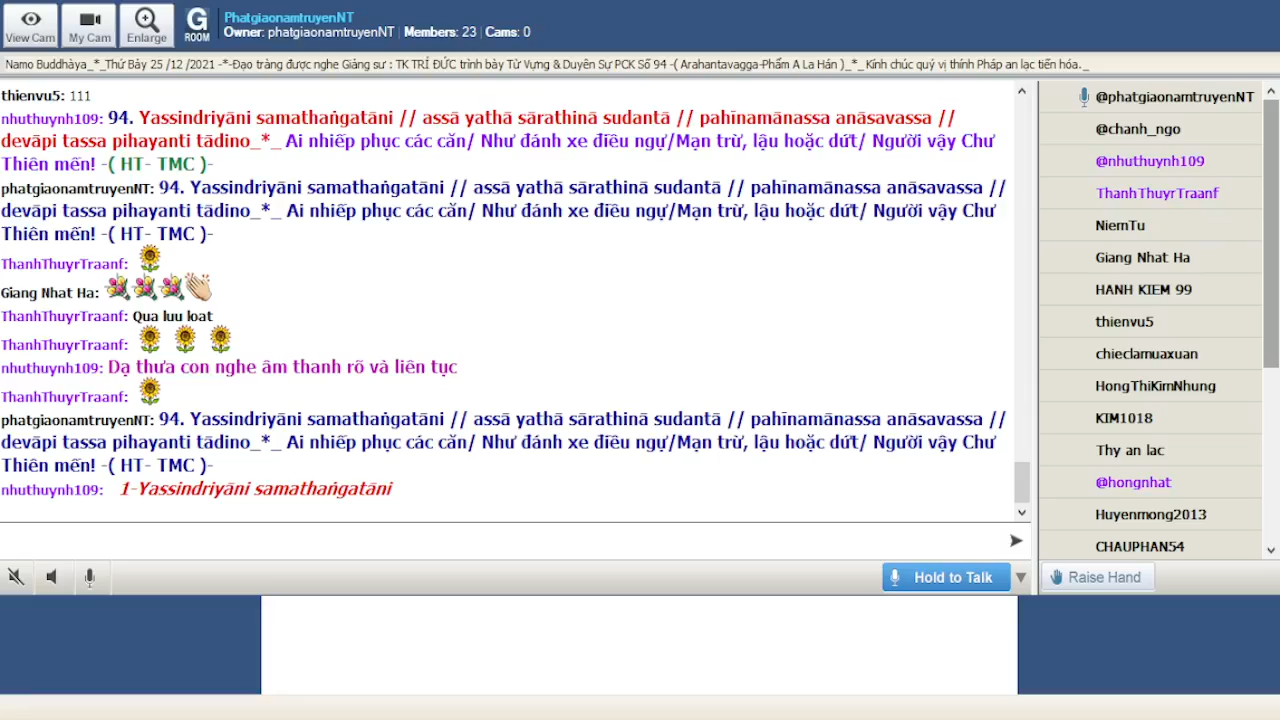 View Cam
My Cam
Enlarge
G
ROOM
PhatgiaonamtruyenNT
Owner: phatgiaonamtruyenNT | Members: 23 | Cams: 0
Namo Buddhàya_*_Thứ Bảy 25 /12 /2021 -*-Đạo tràng được nghe Giảng sư : TK TRÍ ĐỨC trình bày Từ Vựng & Duyên Sự PCK Số 94 -( Arahantavagga-Phẩm A La Hán )_*_ Kính chúc quý vị thính Pháp an lạc tiến hóa._
thienvu5: 111
nhuthuynh109: 94. Yassindriyāni samathaṅgatāni // assā yathā sārathinā sudantā // pahīnamānassa anāsavassa //
devāpi tassa pihayanti tādino_*_ Ai nhiếp phục các căn/ Như đánh xe điều ngự/Mạn trừ, lậu hoặc dứt/ Người vậy Chư
Thiên mến! -( HT- TMC )-
phatgiaonamtruyenNT: 94. Yassindriyāni samathaṅgatāni // assā yathā sārathinā sudantā // pahīnamānassa anāsavassa //
devāpi tassa pihayanti tādino_*_ Ai nhiếp phục các căn/ Như đánh xe điều ngự/Mạn trừ, lậu hoặc dứt/ Người vậy Chư
Thiên mến! -( HT- TMC )-
ThanhThuyrTraanf:
Giang Nhat Ha:
ThanhThuyrTraanf: Qua luu loat
ThanhThuyrTraanf:
nhuthuynh109: Dạ thưa con nghe âm thanh rõ và liên tục
ThanhThuyrTraanf:
phatgiaonamtruyenNT: 94. Yassindriyāni samathaṅgatāni // assā yathā sārathinā sudantā // pahīnamānassa anāsavassa //
devāpi tassa pihayanti tādino_*_ Ai nhiếp phục các căn/ Như đánh xe điều ngự/Mạn trừ, lậu hoặc dứt/ Người vậy Chư
Thiên mến! -( HT- TMC )-
nhuthuynh109: 1-Yassindriyāni samathaṅgatāni
Hold to Talk
@phatgiaonamtruyenNT
@chanh_ngo
@nhuthuynh109
ThanhThuyrTraanf
NiemTu
Giang Nhat Ha
HANH KIEM 99
thienvu5
chieclamuaxuan
HongThiKimNhung
KIM1018
Thy an lac
@hongnhat
Huyenmong2013
CHAUPHAN54
Raise Hand